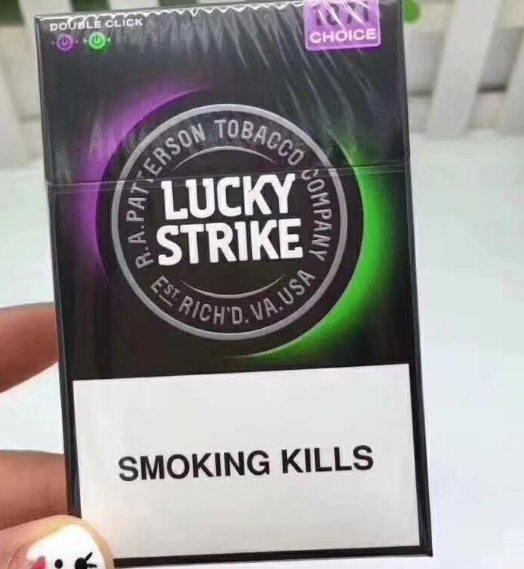 DOUBLE CLICK
CHOICE
R.A.PATTERSON TOBACCO COMPANY
LUCKY
STRIKE
EST. RICH'D.VA.USA
SMOKING KILLS